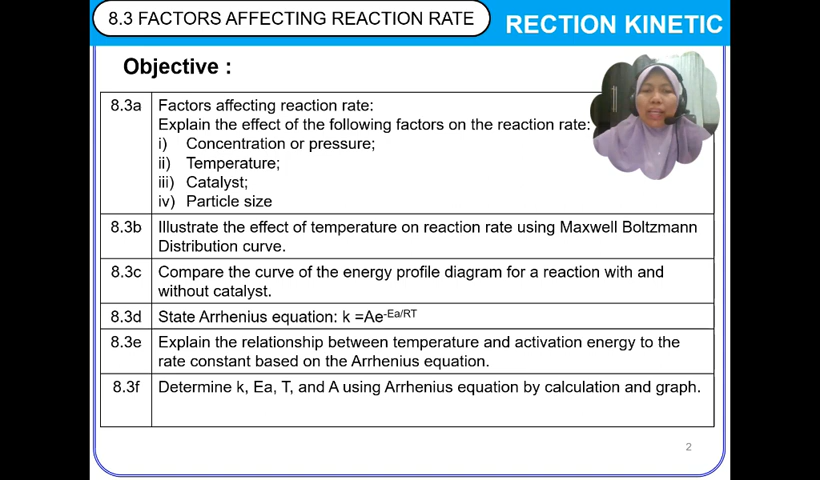 8.3 FACTORS AFFECTING REACTION RATE
RECTION KINETIC
Objective :
8.3a
Factors affecting reaction rate:
Explain the effect of the following factors on the reaction rate:
i) Concentration or pressure;
ii) Temperature;
iii) Catalyst;
iv) Particle size
8.3b
Illustrate the effect of temperature on reaction rate using Maxwell Boltzmann
Distribution curve.
8.3c
Compare the curve of the energy profile diagram for a reaction with and
without catalyst.
8.3d
State Arrhenius equation: k =Ae-Ea/RT
8.3e
Explain the relationship between temperature and activation energy to the
rate constant based on the Arrhenius equation.
8.3f
Determine k, Ea, T, and A using Arrhenius equation by calculation and graph.
2